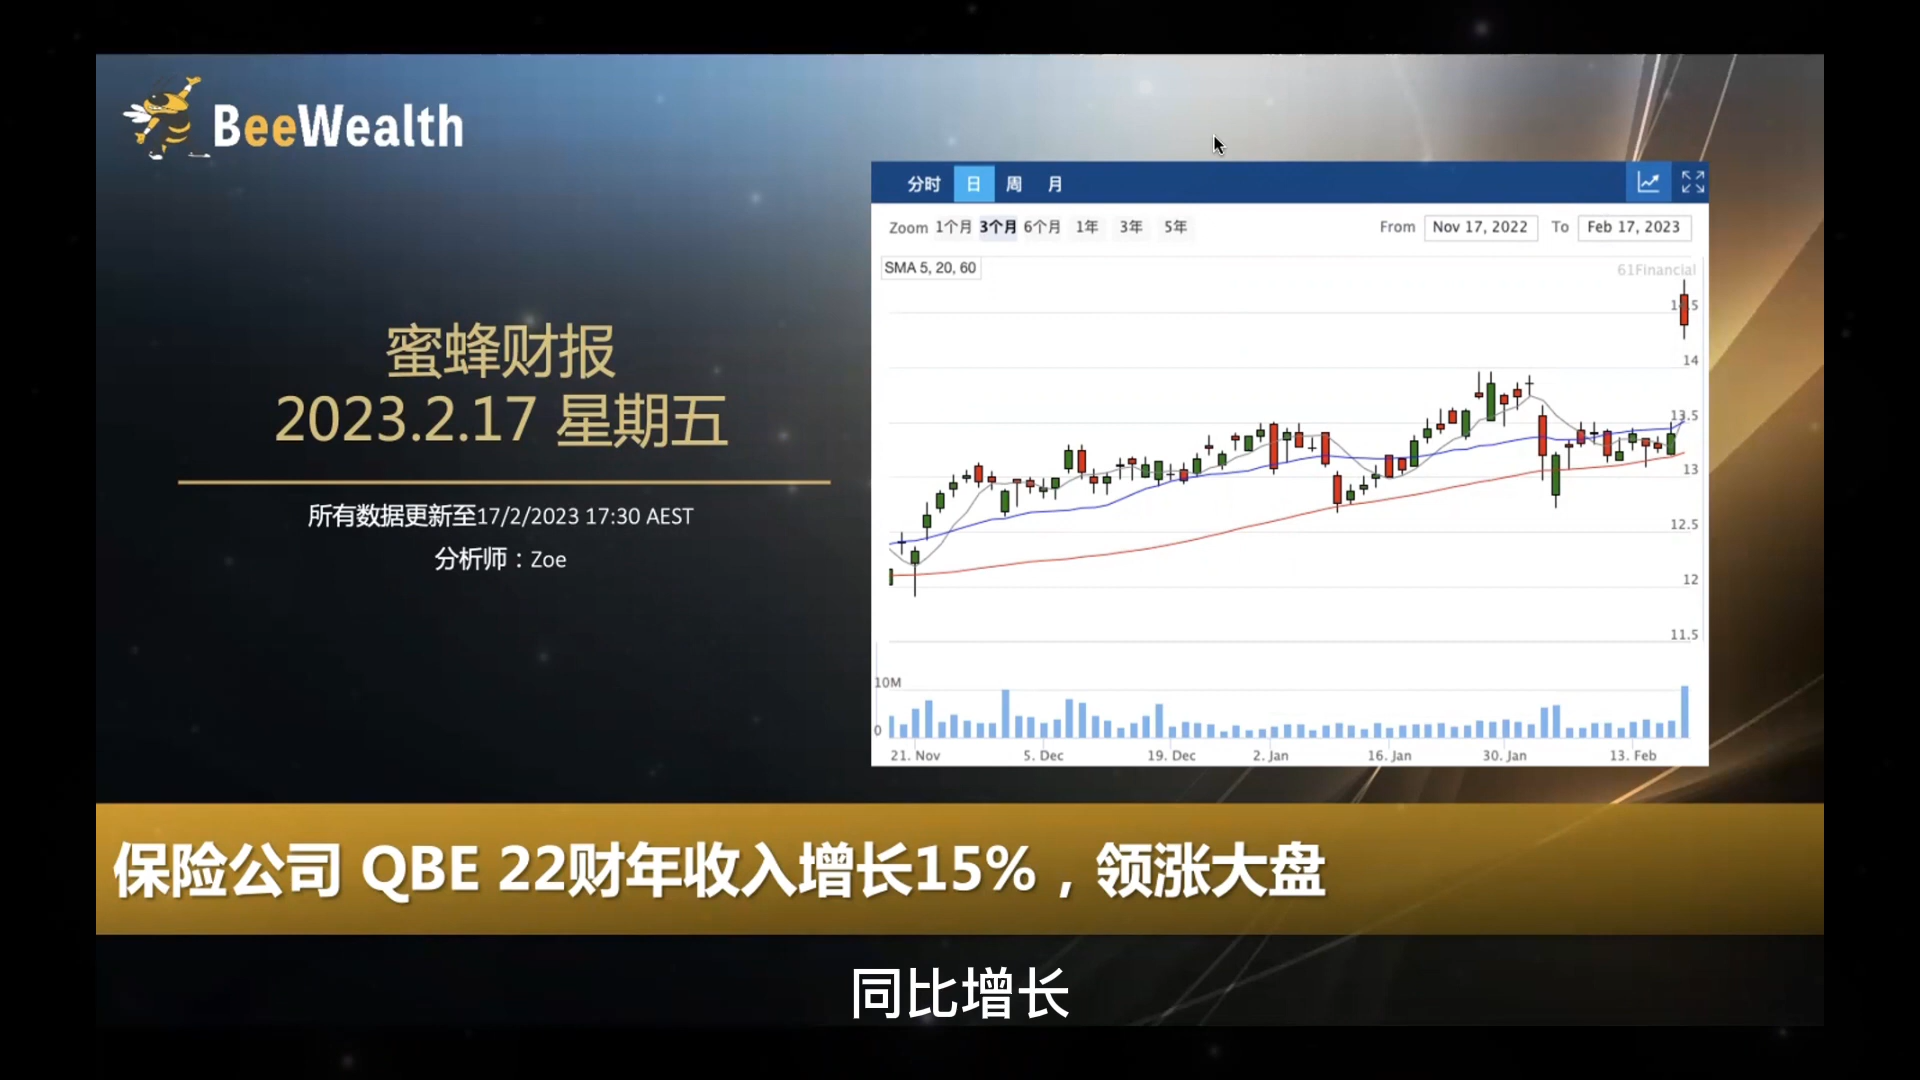 BeeWealth
蜜蜂财报
2023.2.17 星期五
所有数据更新至17/2/2023 17:30 AEST
分析师：Zoe
分时 日 周 月
Zoom 1个月 3个月 6个月 1年 3年 5年 From Nov 17, 2022 To Feb 17, 2023
SMA 5, 20, 60
61Financial
14.5
14
13.5
13
12.5
12
11.5
10M
0
21. Nov 5. Dec 19. Dec 2. Jan 16. Jan 30. Jan 13. Feb
保险公司 QBE 22财年收入增长15%，领涨大盘
同比增长